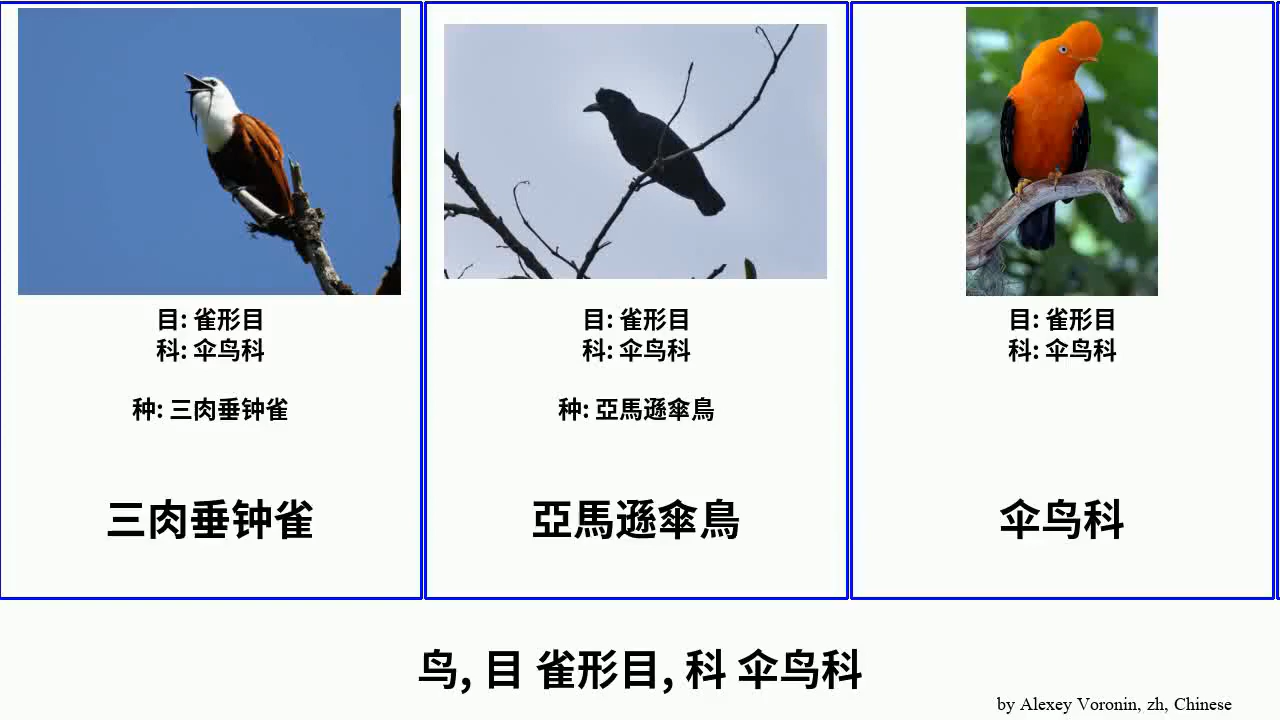 目: 雀形目
科: 伞鸟科
种: 三肉垂钟雀
三肉垂钟雀
目: 雀形目
科: 伞鸟科
种: 亞馬遜傘鳥
亞馬遜傘鳥
目: 雀形目
科: 伞鸟科
伞鸟科
鸟, 目 雀形目, 科 伞鸟科
by Alexey Voronin, zh, Chinese